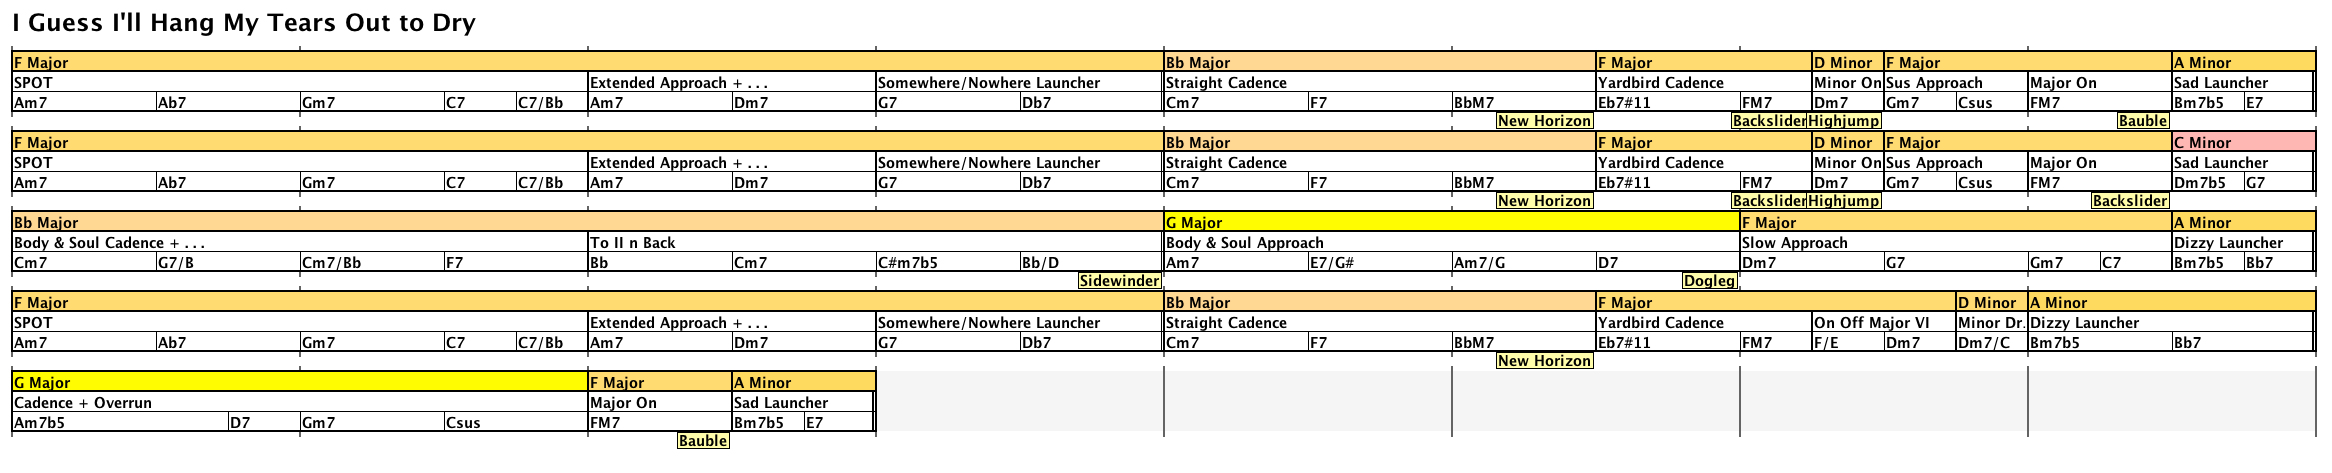 I Guess I'll Hang My Tears Out to Dry
F Major Bb Major F Major D Minor F Major A Minor
SPOT Extended Approach + . . . Somewhere/Nowhere Launcher Straight Cadence Yardbird Cadence Minor On Sus Approach Major On Sad Launcher
Am7 Ab7 Gm7 C7 C7/Bb Am7 Dm7 G7 Db7 Cm7 F7 BbM7 Eb7#11 FM7 Dm7 Gm7 Csus FM7 Bm7b5 E7
New Horizon Backslider Highjump Bauble
F Major Bb Major F Major D Minor F Major C Minor
SPOT Extended Approach + . . . Somewhere/Nowhere Launcher Straight Cadence Yardbird Cadence Minor On Sus Approach Major On Sad Launcher
Am7 Ab7 Gm7 C7 C7/Bb Am7 Dm7 G7 Db7 Cm7 F7 BbM7 Eb7#11 FM7 Dm7 Gm7 Csus FM7 Dm7b5 G7
New Horizon Backslider Highjump Backslider
Bb Major G Major F Major A Minor
Body & Soul Cadence + . . . To II n Back Body & Soul Approach Slow Approach Dizzy Launcher
Cm7 G7/B Cm7/Bb F7 Bb Cm7 C#m7b5 Bb/D Am7 E7/G# Am7/G D7 Dm7 G7 Gm7 C7 Bm7b5 Bb7
Sidewinder Dogleg
F Major Bb Major F Major D Minor A Minor
SPOT Extended Approach + . . . Somewhere/Nowhere Launcher Straight Cadence Yardbird Cadence On Off Major VI Minor Dr. Dizzy Launcher
Am7 Ab7 Gm7 C7 C7/Bb Am7 Dm7 G7 Db7 Cm7 F7 BbM7 Eb7#11 FM7 F/E Dm7 Dm7/C Bm7b5 Bb7
New Horizon
G Major F Major A Minor
Cadence + Overrun Major On Sad Launcher
Am7b5 D7 Gm7 Csus FM7 Bm7b5 E7
Bauble